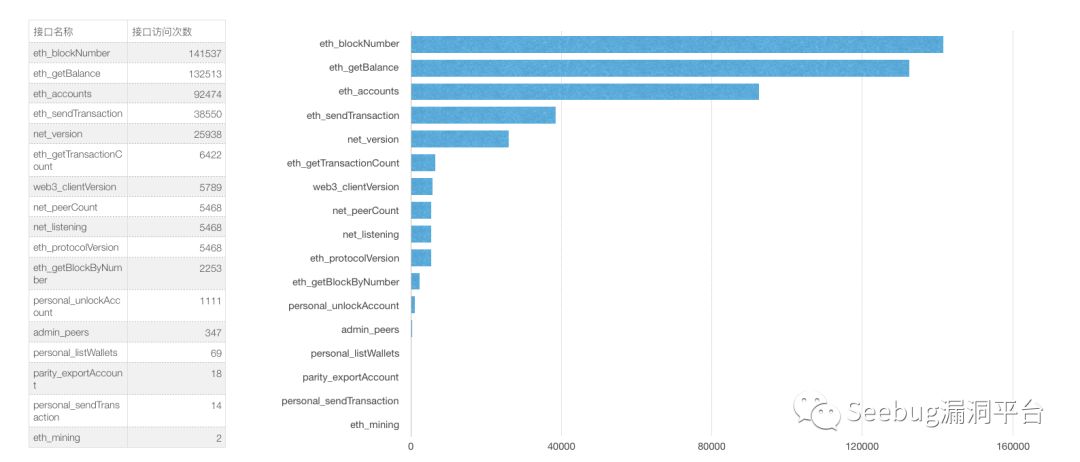 接口名称 接口访问次数
eth_blockNumber 141537
eth_getBalance 132513
eth_accounts 92474
eth_sendTransaction 38550
net_version 25938
eth_getTransactionC
ount 6422
web3_clientVersion 5789
net_peerCount 5468
net_listening 5468
eth_protocolVersion 5468
eth_getBlockByNum
ber 2253
personal_unlockAcc
ount 1111
admin_peers 347
personal_listWallets 69
parity_exportAccoun
t 18
personal_sendTrans
action 14
eth_mining 2
eth_blockNumber
eth_getBalance
eth_accounts
eth_sendTransaction
net_version
eth_getTransactionCount
web3_clientVersion
net_peerCount
net_listening
eth_protocolVersion
eth_getBlockByNumber
personal_unlockAccount
admin_peers
personal_listWallets
parity_exportAccount
personal_sendTransaction
eth_mining
0 40000 80000 120000 160000
Seebug漏洞平台